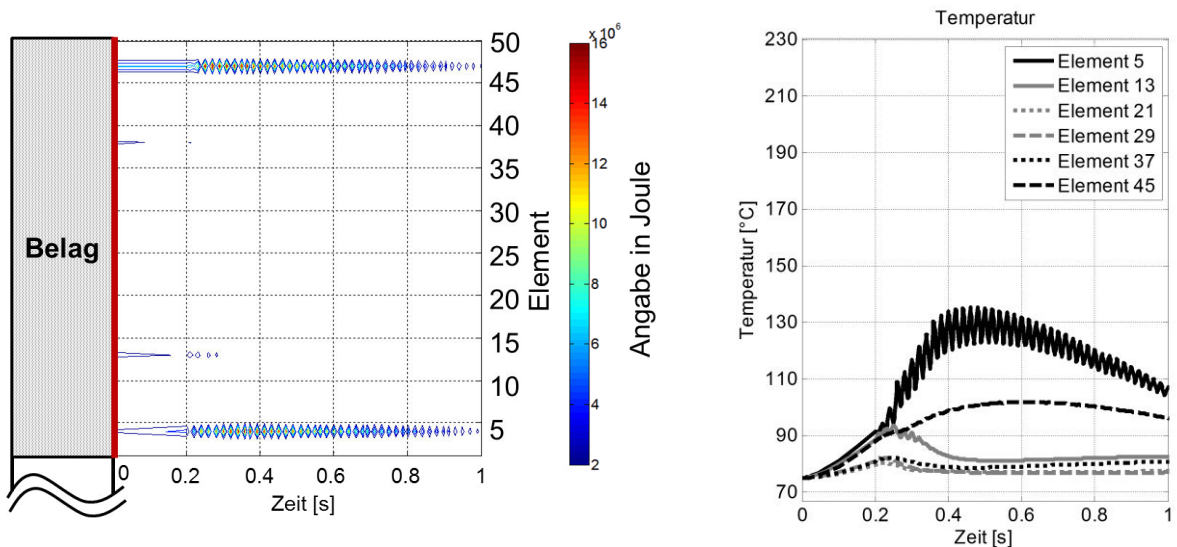 Belag
50
45
40
35
30
25
20
15
10
5
Element
0
0.2
0.4
0.6
0.8
1
Zeit [s]
x 10⁶
16
14
12
10
8
6
4
2
Angabe in Joule
Temperatur
230
210
190
170
150
130
110
90
70
Temperatur [°C]
Element 5
Element 13
Element 21
Element 29
Element 37
Element 45
0
0.2
0.4
0.6
0.8
1
Zeit [s]